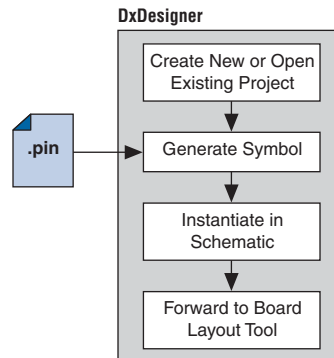 DxDesigner
Create New or Open
Existing Project
.pin
Generate Symbol
Instantiate in
Schematic
Forward to Board
Layout Tool